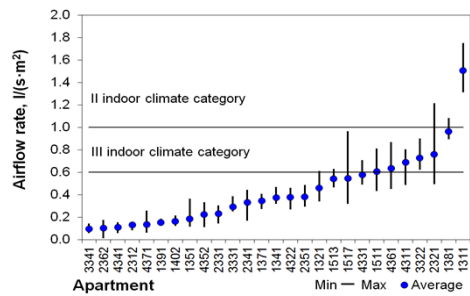 Airflow rate, l/(s·m²)
2.0
1.8
1.6
1.4
1.2
1.0
0.8
0.6
0.4
0.2
0.0
II indoor climate category
III indoor climate category
3341 2362 4341 2312 4371 1391 1402 1351 4352 2331 3331 2341 1371 1341 4322 2351 1321 1513 1517 4331 1511 4361 4311 3322 2321 1381 1311
Apartment
Min — Max ● Average